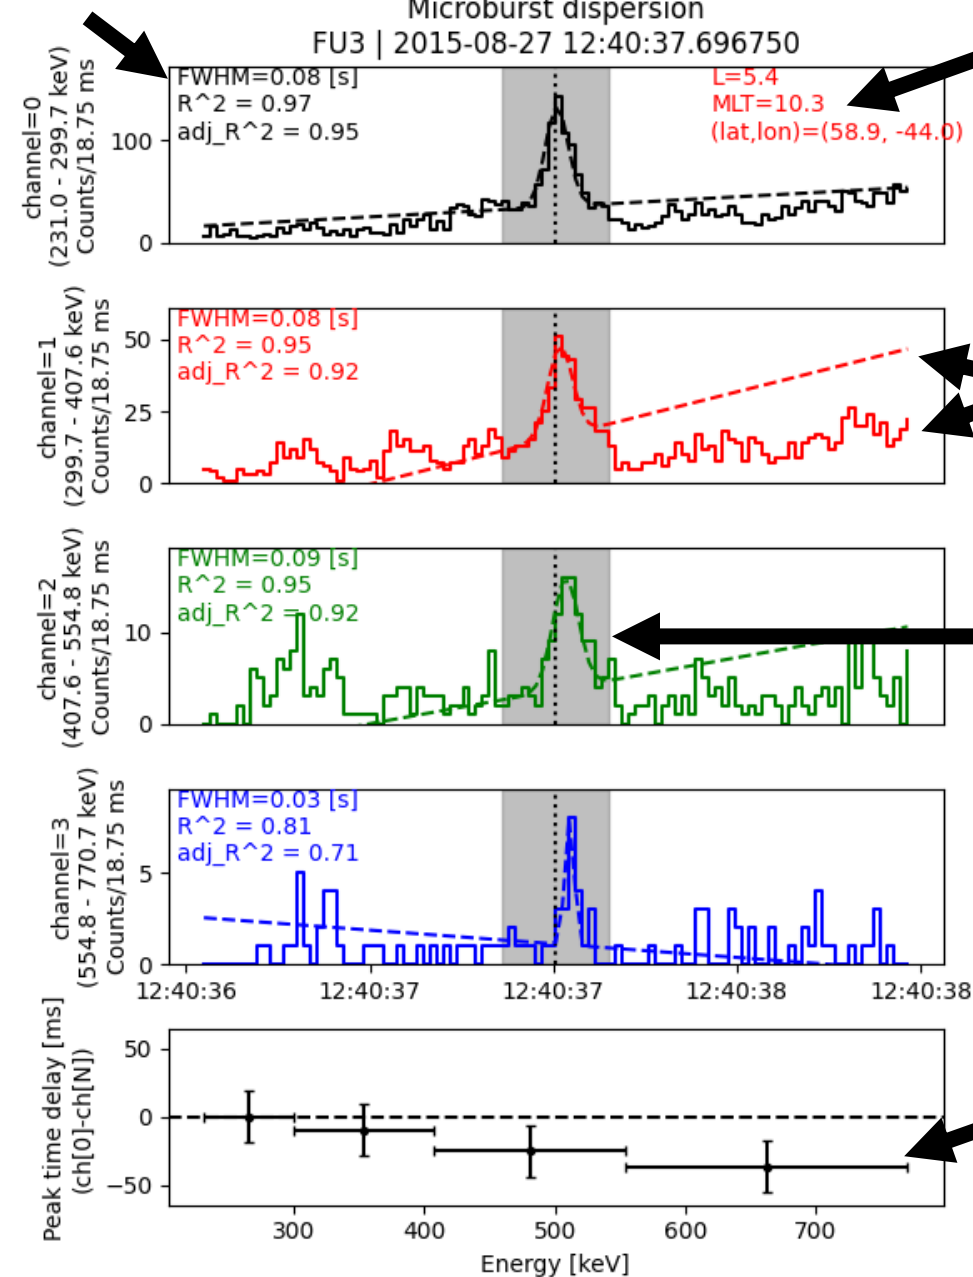 Microburst dispersion
FU3 | 2015-08-27 12:40:37.696750
channel=0
(231.0 - 299.7 keV)
Counts/18.75 ms
100
0
FWHM=0.08 [s]
R^2 = 0.97
adj_R^2 = 0.95
L=5.4
MLT=10.3
(lat,lon)=(58.9, -44.0)
channel=1
(299.7 - 407.6 keV)
Counts/18.75 ms
50
25
0
FWHM=0.08 [s]
R^2 = 0.95
adj_R^2 = 0.92
channel=2
(407.6 - 554.8 keV)
Counts/18.75 ms
10
0
FWHM=0.09 [s]
R^2 = 0.95
adj_R^2 = 0.92
channel=3
(554.8 - 770.7 keV)
Counts/18.75 ms
5
0
FWHM=0.03 [s]
R^2 = 0.81
adj_R^2 = 0.71
12:40:36 12:40:37 12:40:37 12:40:38 12:40:38
Peak time delay [ms]
(ch[0]-ch[N])
50
0
−50
300 400 500 600 700
Energy [keV]